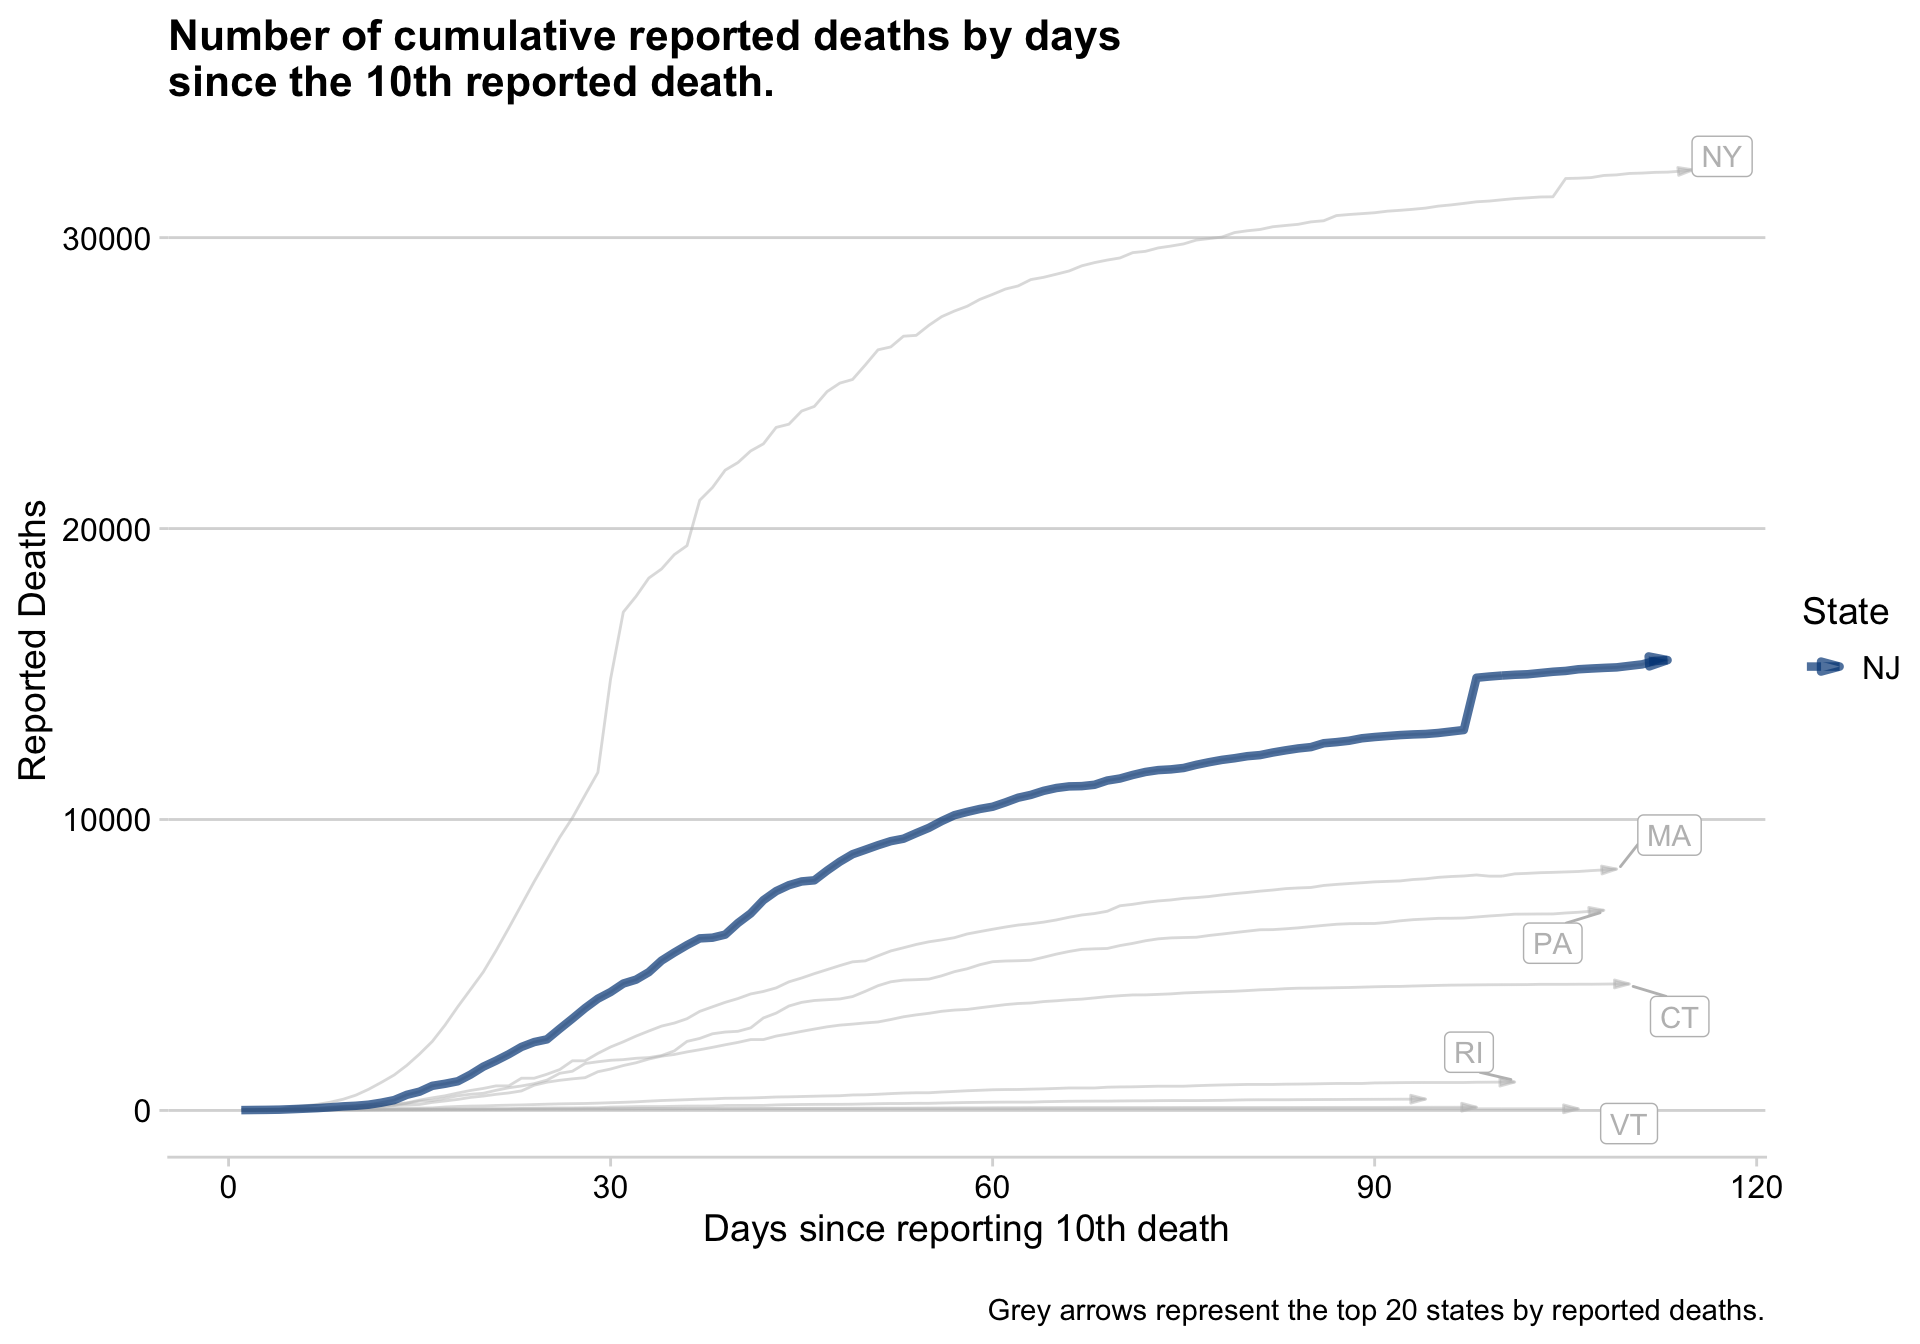 Number of cumulative reported deaths by days
since the 10th reported death.
NY
30000
20000
Reported Deaths
State
NJ
10000
MA
PA
CT
RI
0
VT
0 30 60 90 120
Days since reporting 10th death
Grey arrows represent the top 20 states by reported deaths.